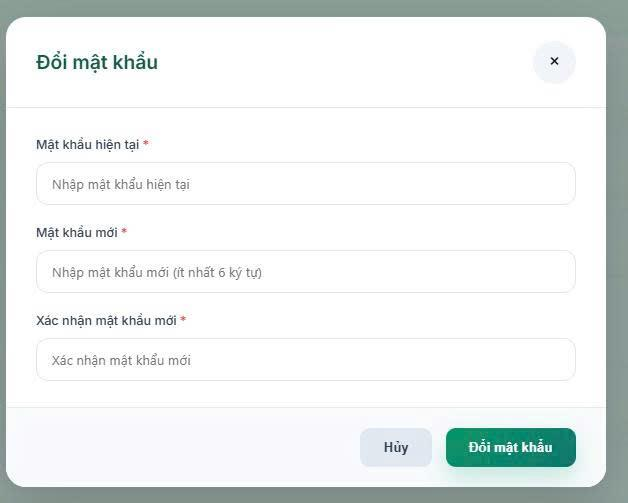 Đổi mật khẩu
×
Mật khẩu hiện tại *
Nhập mật khẩu hiện tại
Mật khẩu mới *
Nhập mật khẩu mới (ít nhất 6 ký tự)
Xác nhận mật khẩu mới *
Xác nhận mật khẩu mới
Hủy
Đổi mật khẩu